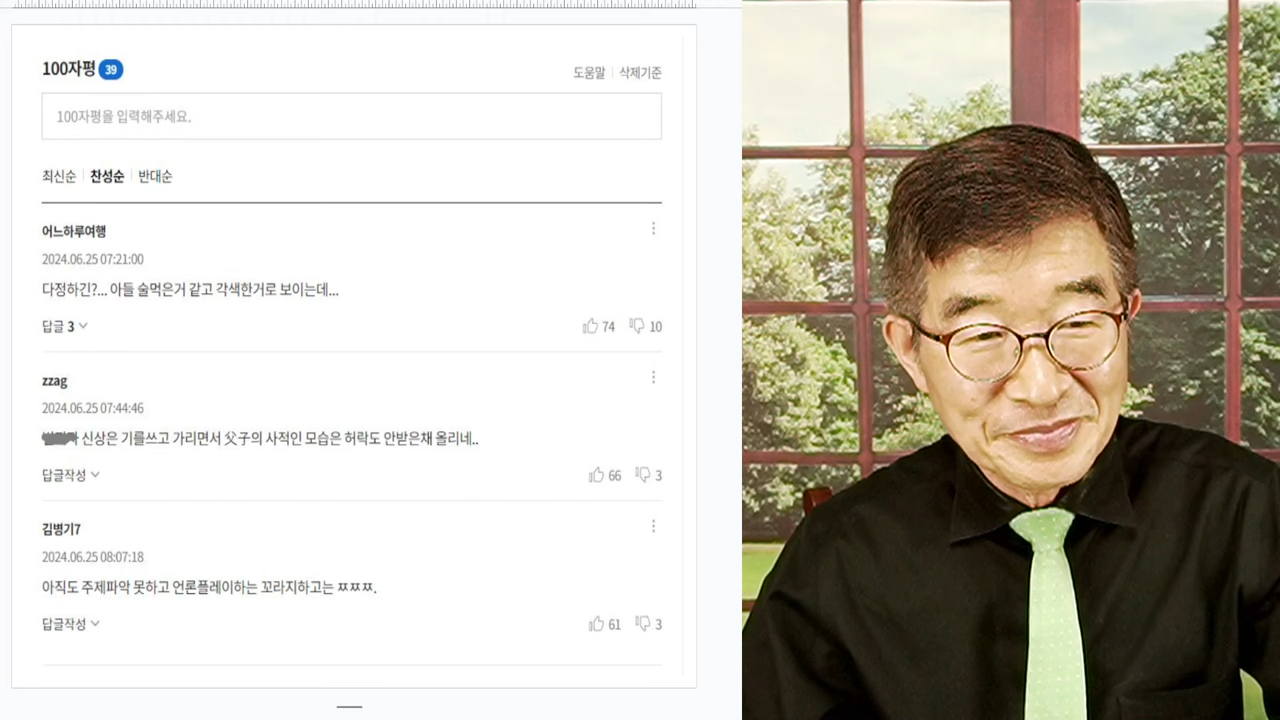 100자평 39
도움말 삭제기준
100자평을 입력해주세요.
최신순 찬성순 반대순
어느하루여행
2024.06.25 07:21:00
다정하긴?... 아들 술먹은거 같고 각색한거로 보이는데...
답글 3
74 10
zzag
2024.06.25 07:44:46
신상은 기를쓰고 가리면서 父子의 사적인 모습은 허락도 안받은채 올리네..
답글작성
66 3
김병기7
2024.06.25 08:07:18
아직도 주제파악 못하고 언론플레이하는 꼬라지하고는 ㅉㅉㅉ.
답글작성
61 3